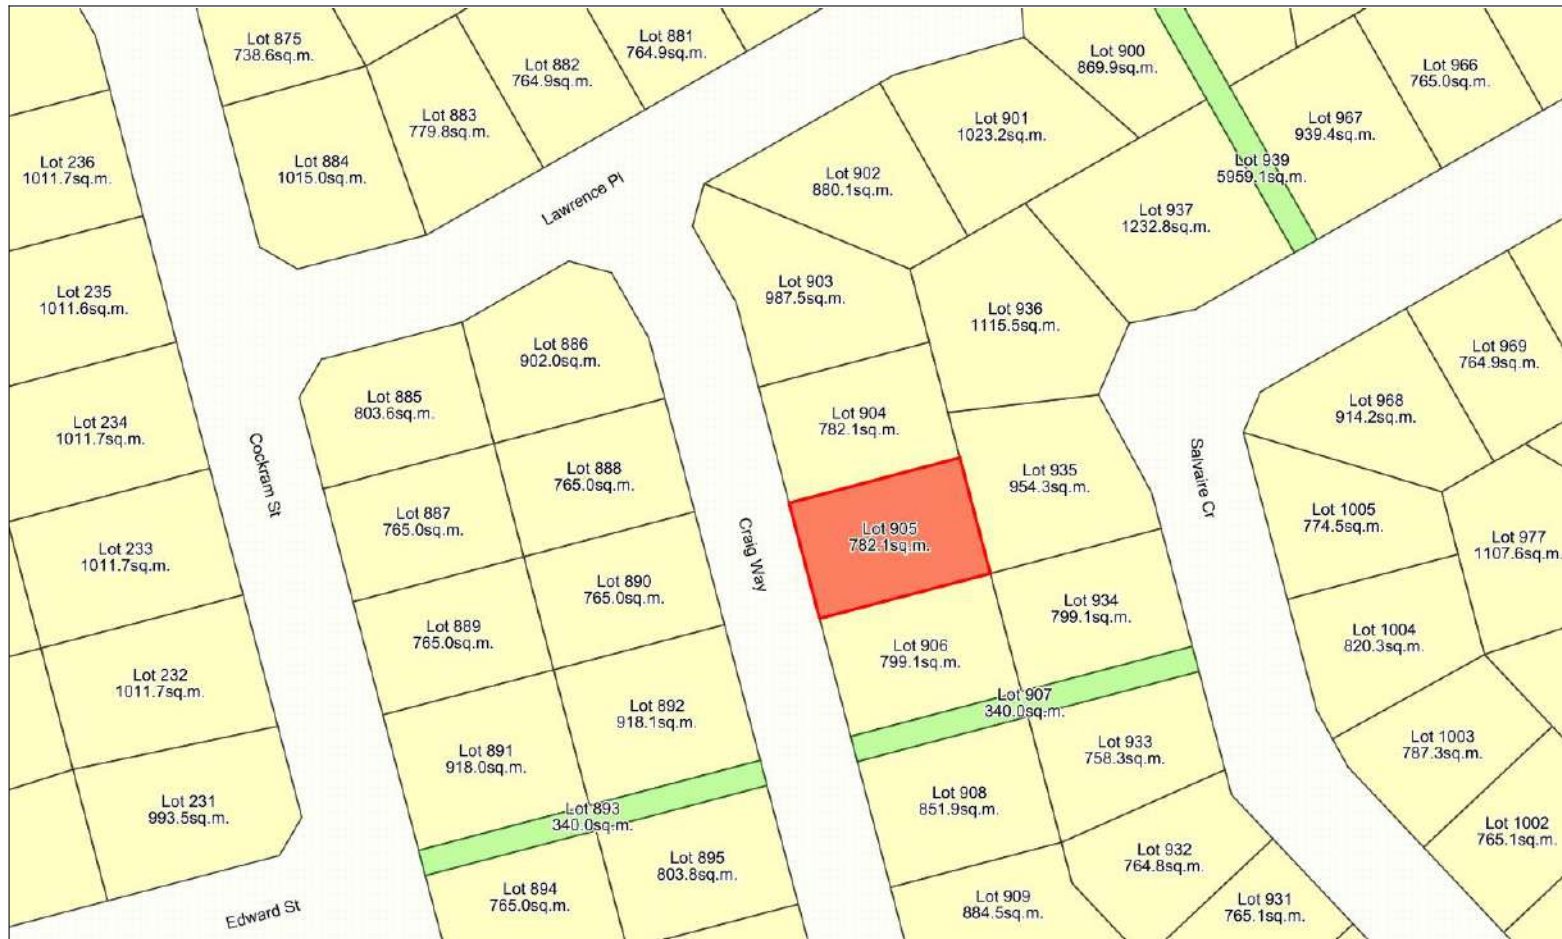 Lot 875
738.6sq.m.
Lot 882
764.9sq.m.
Lot 881
764.9sq.m.
Lot 900
869.9sq.m.
Lot 966
765.0sq.m.
Lot 883
779.8sq.m.
Lot 901
1023.2sq.m.
Lot 967
939.4sq.m.
Lot 236
1011.7sq.m.
Lot 884
1015.0sq.m.
Lot 902
880.1sq.m.
Lot 939
5959.1sq.m.
Lawrence Pl
Lot 937
1232.8sq.m.
Lot 235
1011.6sq.m.
Lot 903
987.5sq.m.
Lot 936
1115.5sq.m.
Lot 886
902.0sq.m.
Lot 969
764.9sq.m.
Lot 885
803.6sq.m.
Lot 968
914.2sq.m.
Lot 234
1011.7sq.m.
Lot 904
782.1sq.m.
Cockram St
Lot 888
765.0sq.m.
Lot 935
954.3sq.m.
Salvaire Cr
Lot 887
765.0sq.m.
Lot 1005
774.5sq.m.
Lot 905
782.1sq.m.
Lot 977
1107.6sq.m.
Lot 233
1011.7sq.m.
Craig Way
Lot 890
765.0sq.m.
Lot 934
799.1sq.m.
Lot 889
765.0sq.m.
Lot 1004
820.3sq.m.
Lot 906
799.1sq.m.
Lot 232
1011.7sq.m.
Lot 907
340.0sq.m.
Lot 892
918.1sq.m.
Lot 1003
787.3sq.m.
Lot 933
758.3sq.m.
Lot 891
918.0sq.m.
Lot 908
851.9sq.m.
Lot 231
993.5sq.m.
Lot 893
340.0sq.m.
Lot 1002
765.1sq.m.
Lot 932
764.8sq.m.
Lot 895
803.8sq.m.
Lot 894
765.0sq.m.
Lot 909
884.5sq.m.
Lot 931
765.1sq.m.
Edward St